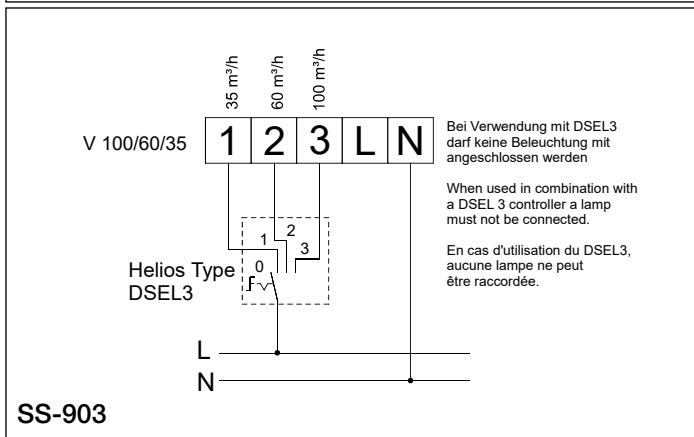 35 m³/h
60 m³/h
100 m³/h
V 100/60/35
1 2 3 L N
Bei Verwendung mit DSEL3
darf keine Beleuchtung mit
angeschlossen werden
When used in combination with
a DSEL 3 controller a lamp
must not be connected.
En cas d'utilisation du DSEL3,
aucune lampe ne peut
être raccordée.
2
1
3
0
Helios Type
DSEL3
L
N
SS-903